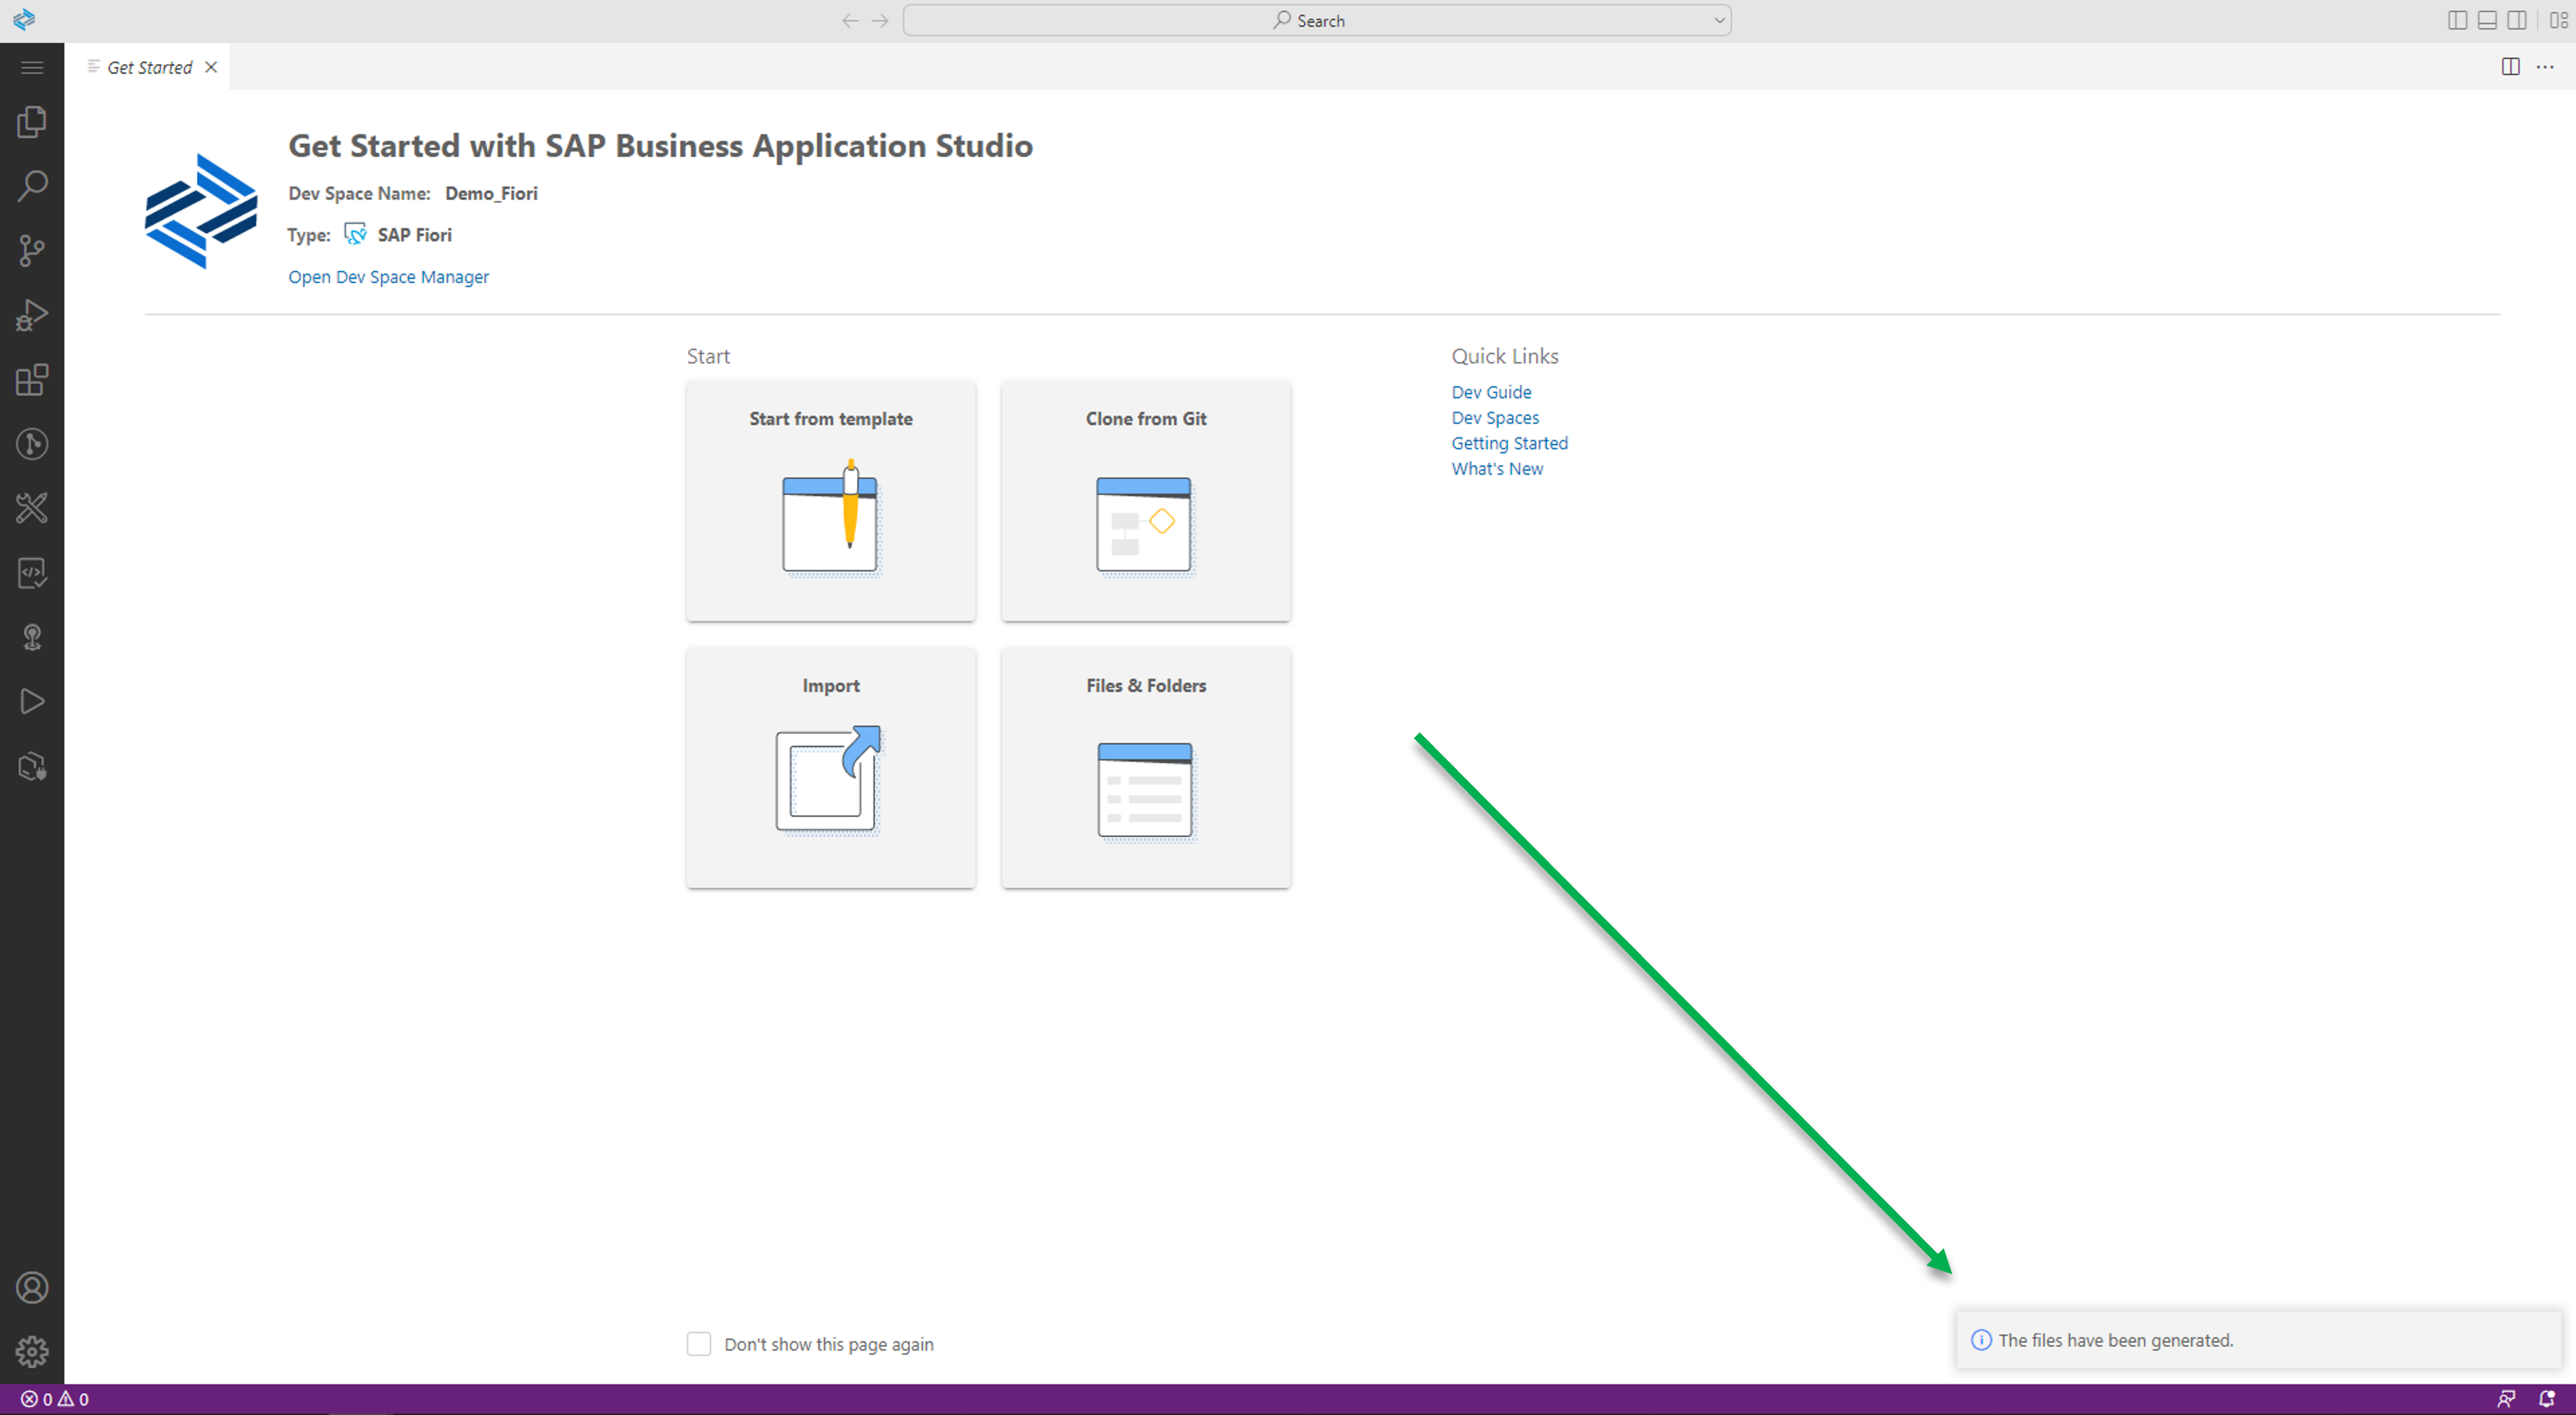 Search
Get Started
Get Started with SAP Business Application Studio
Dev Space Name: Demo_Fiori
Type: SAP Fiori
Open Dev Space Manager
Start
Start from template
Clone from Git
Import
Files & Folders
Quick Links
Dev Guide
Dev Spaces
Getting Started
What's New
Don't show this page again
The files have been generated.
0 0